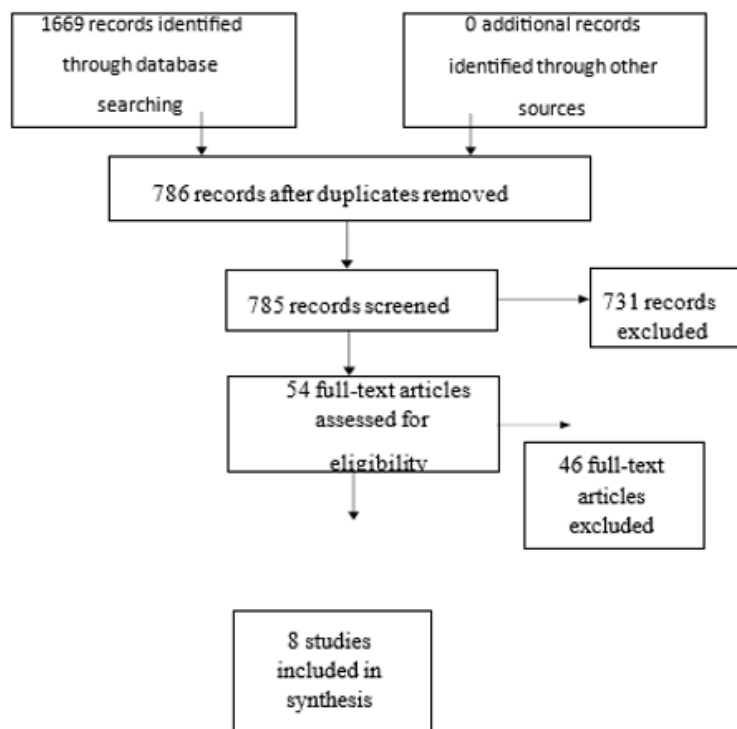 1669 records identified
through database
searching
0 additional records
identified through other
sources
786 records after duplicates removed
785 records screened
731 records
excluded
54 full-text articles
assessed for
eligibility
46 full-text
articles
excluded
8 studies
included in
synthesis